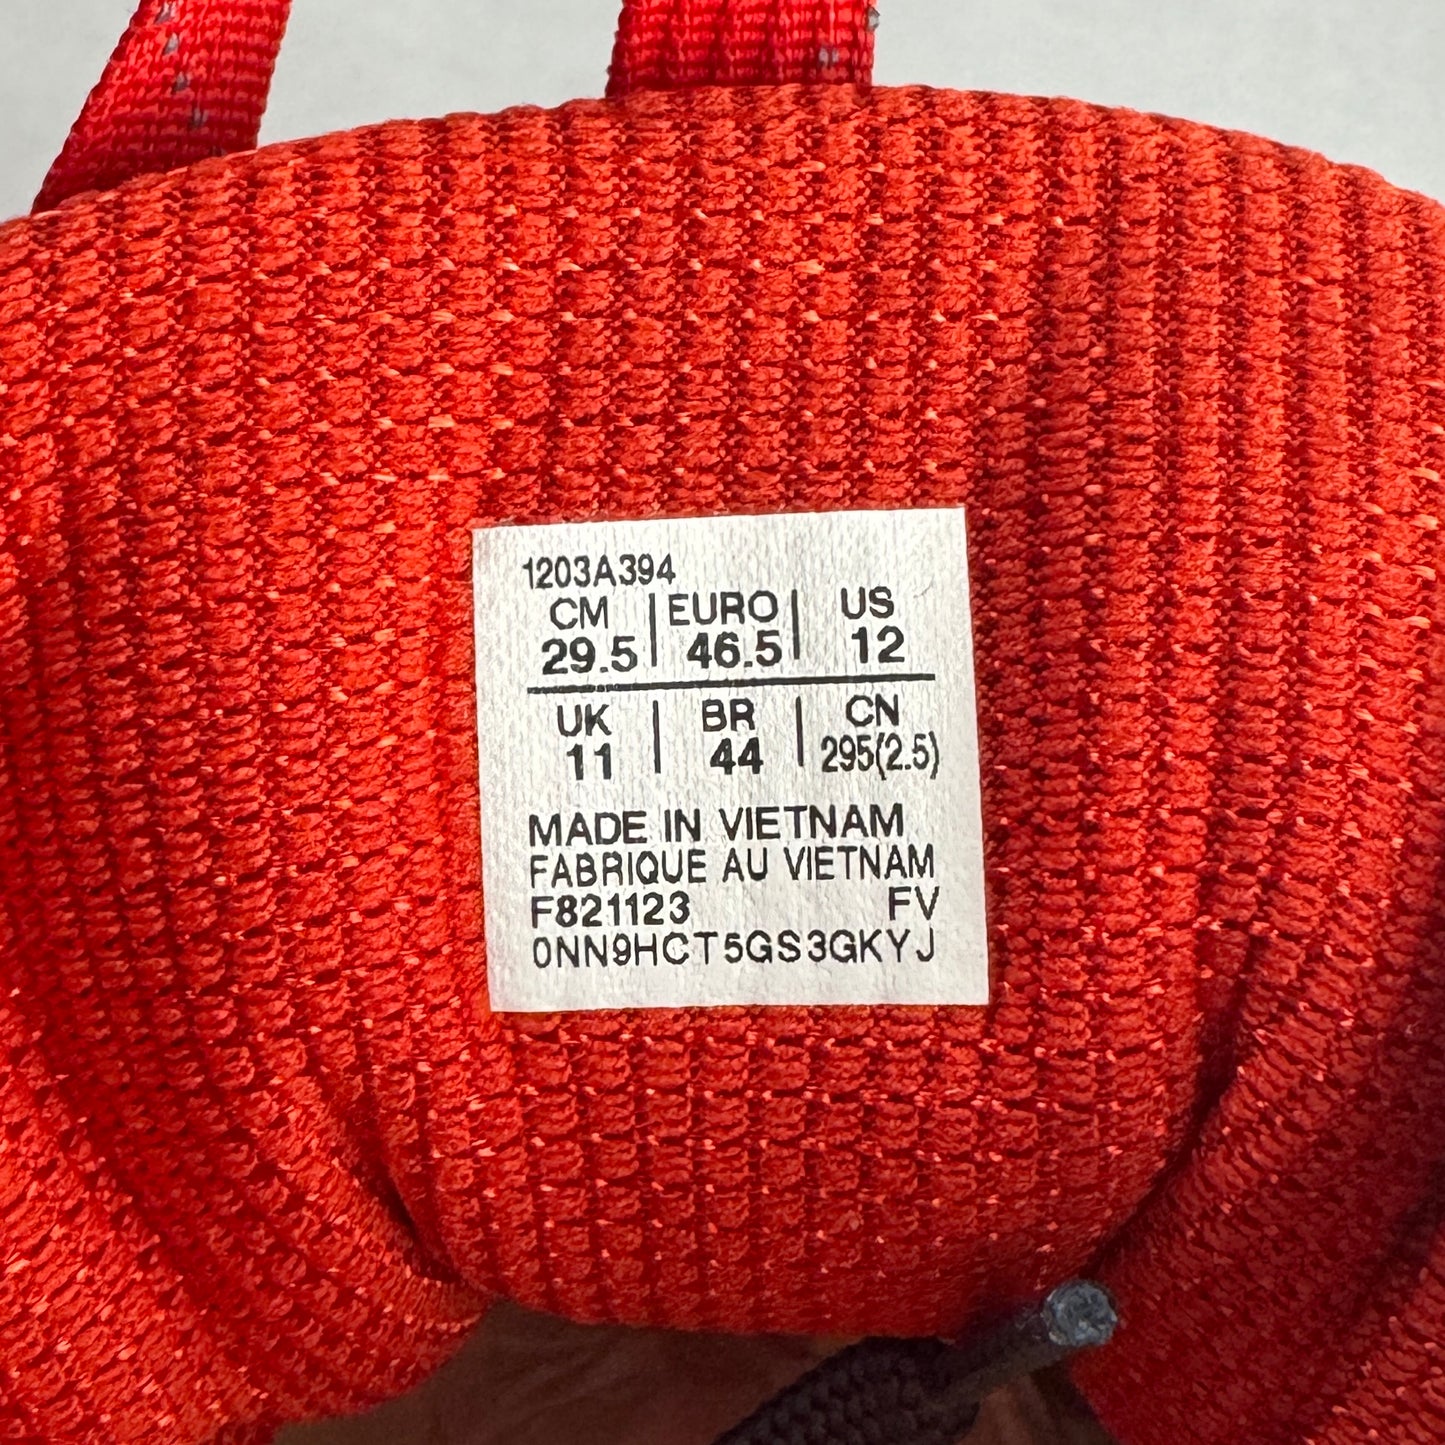 1203A394
CM | EURO | US
29.5 | 46.5 | 12
UK | BR | CN
11 | 44 | 295(2.5)
MADE IN VIETNAM
FABRIQUE AU VIETNAM
F821123 FV
0NN9HCT5GS3GKYJ